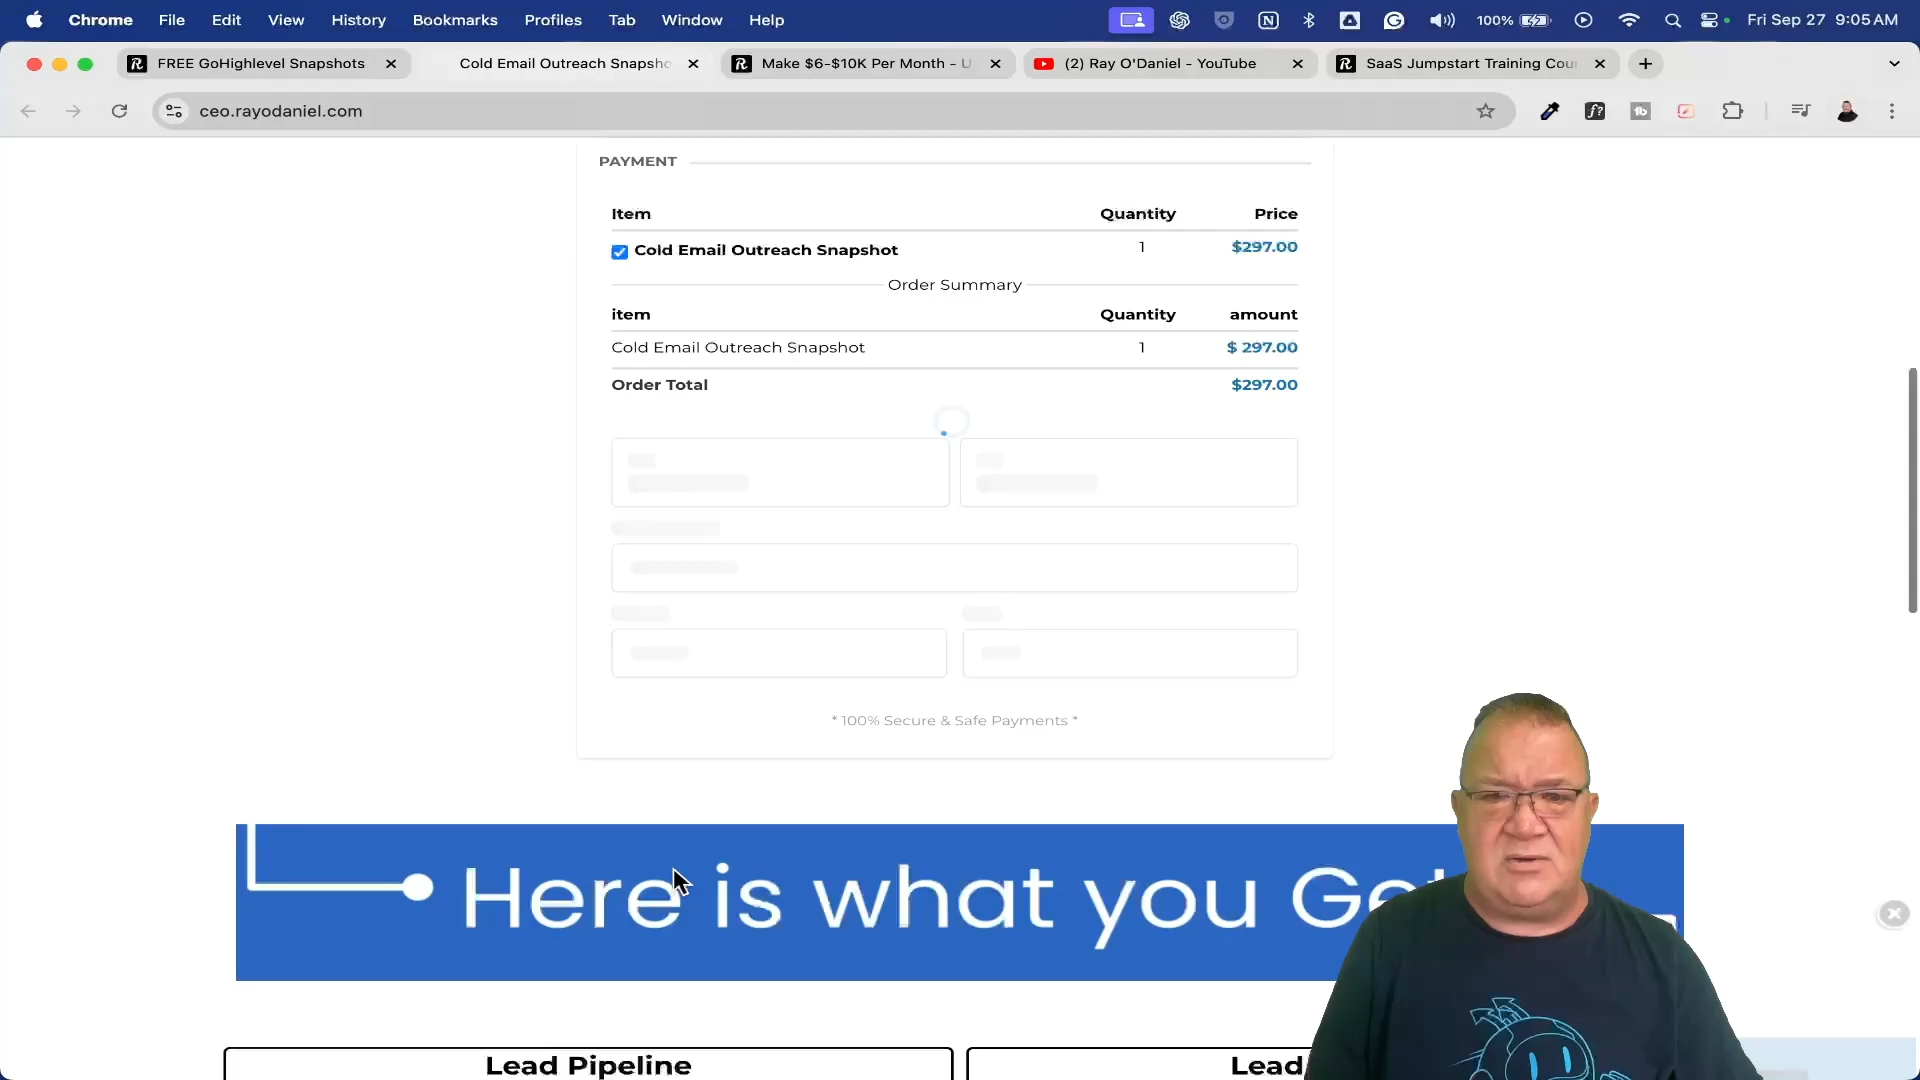 Chrome File Edit View History Bookmarks Profiles Tab Window Help 100% Fri Sep 27 9:05 AM
FREE GoHighlevel Snapshots Cold Email Outreach Snapsho Make $6-$10K Per Month - U (2) Ray O'Daniel - YouTube SaaS Jumpstart Training Cou
ceo.rayodaniel.com
PAYMENT
Item Quantity Price
Cold Email Outreach Snapshot 1 $297.00
Order Summary
item Quantity amount
Cold Email Outreach Snapshot 1 $ 297.00
Order Total $297.00
* 100% Secure & Safe Payments *
Here is what you Get
Lead Pipeline Lead